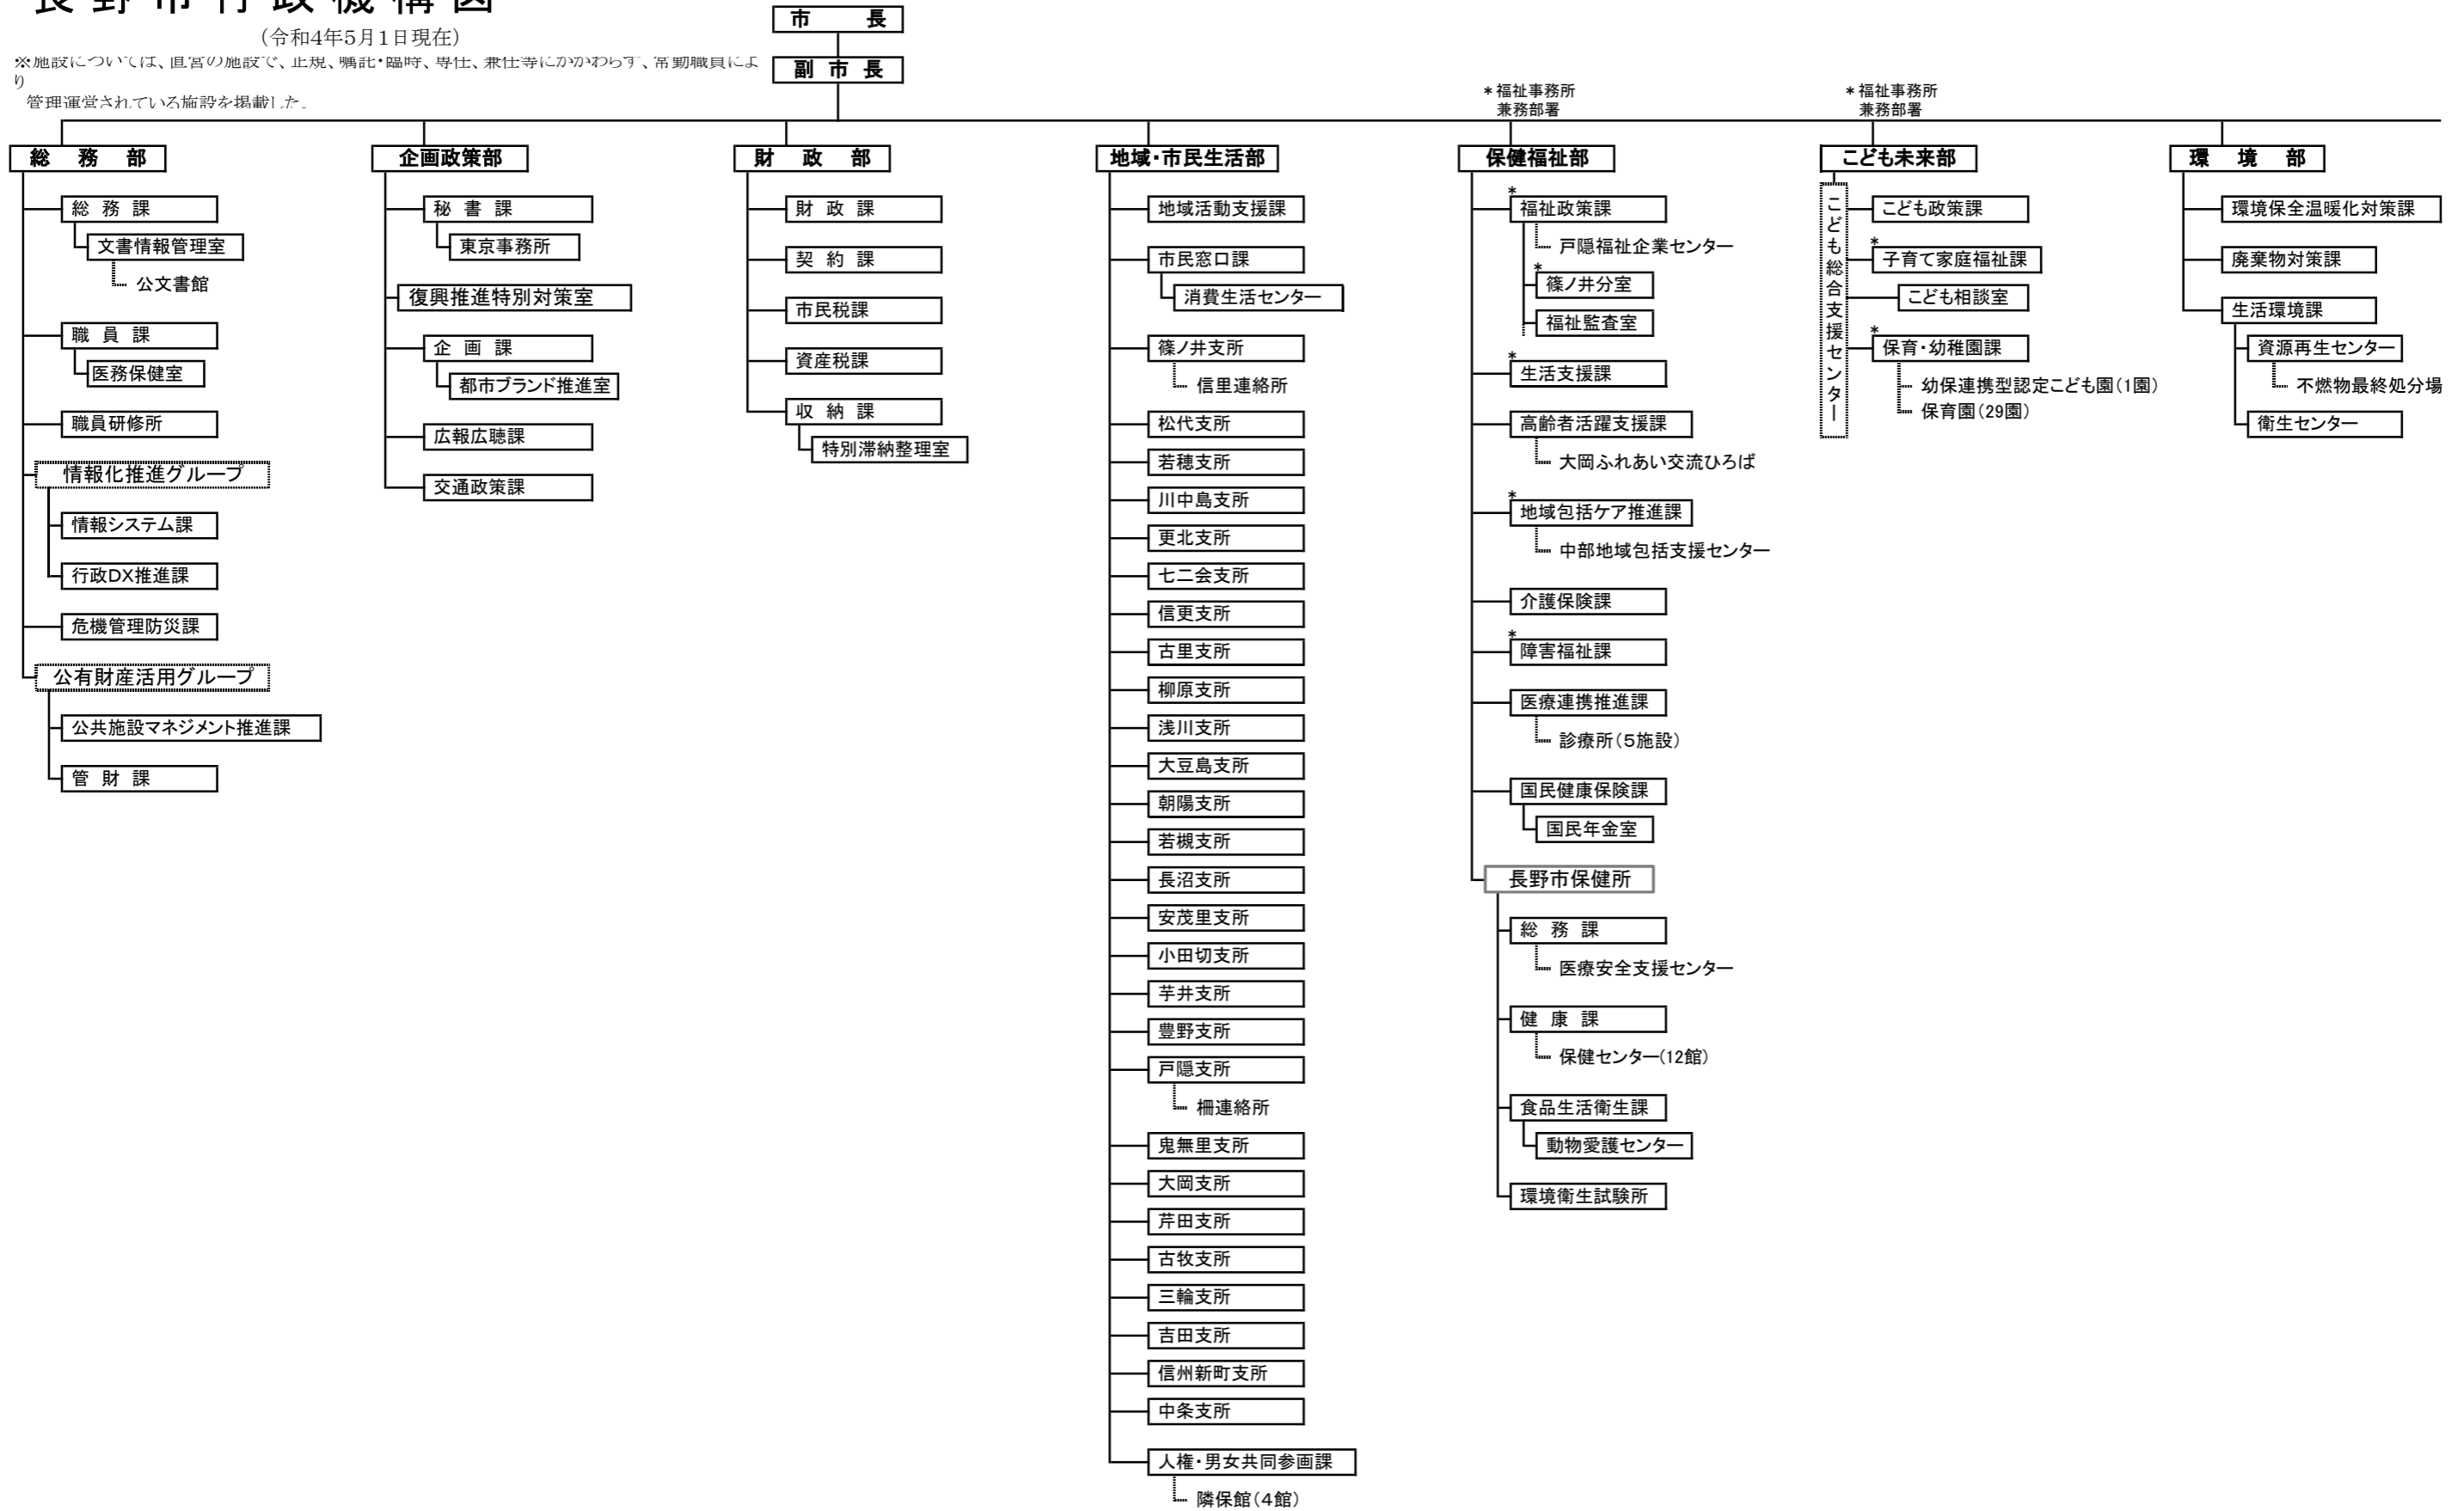 長野市行政機構図
（令和4年5月1日現在）
※施設については、直営の施設で、正規、嘱託・臨時、専任、兼任等にかかわらず、常勤職員によ
り
管理運営されている施設を掲載した。
市　長
副市長
総務部
総務課
文書情報管理室
公文書館
職員課
医務保健室
職員研修所
情報化推進グループ
情報システム課
行政DX推進課
危機管理防災課
公有財産活用グループ
公共施設マネジメント推進課
管財課
企画政策部
秘書課
東京事務所
復興推進特別対策室
企画課
都市ブランド推進室
広報広聴課
交通政策課
財政部
財政課
契約課
市民税課
資産税課
収納課
特別滞納整理室
地域・市民生活部
地域活動支援課
市民窓口課
消費生活センター
篠ノ井支所
信里連絡所
松代支所
若穂支所
川中島支所
更北支所
七二会支所
信更支所
古里支所
柳原支所
浅川支所
大豆島支所
朝陽支所
若槻支所
長沼支所
安茂里支所
小田切支所
芋井支所
豊野支所
戸隠支所
柵連絡所
鬼無里支所
大岡支所
芹田支所
古牧支所
三輪支所
吉田支所
信州新町支所
中条支所
人権・男女共同参画課
隣保館（４館）
＊福祉事務所
兼務部署
保健福祉部
＊
福祉政策課
戸隠福祉企業センター
＊
篠ノ井分室
福祉監査室
＊
生活支援課
高齢者活躍支援課
大岡ふれあい交流ひろば
＊
地域包括ケア推進課
中部地域包括支援センター
介護保険課
＊
障害福祉課
医療連携推進課
診療所（５施設）
国民健康保険課
国民年金室
長野市保健所
総務課
医療安全支援センター
健康課
保健センター（12館）
食品生活衛生課
動物愛護センター
環境衛生試験所
＊福祉事務所
兼務部署
こども未来部
こども総合支援センター
こども政策課
＊
子育て家庭福祉課
こども相談室
＊
保育・幼稚園課
幼保連携型認定こども園（1園）
保育園（29園）
環境部
環境保全温暖化対策課
廃棄物対策課
生活環境課
資源再生センター
不燃物最終処分場
衛生センター